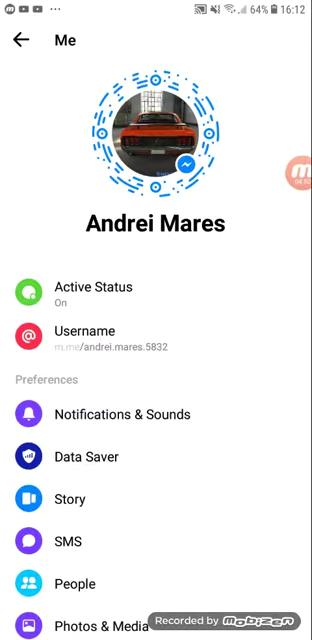 64% 16:12
Me
Andrei Mares
Active Status
On
Username
m.me/andrei.mares.5832
Preferences
Notifications & Sounds
Data Saver
Story
SMS
People
Photos & Media
Recorded by MOBIZEN